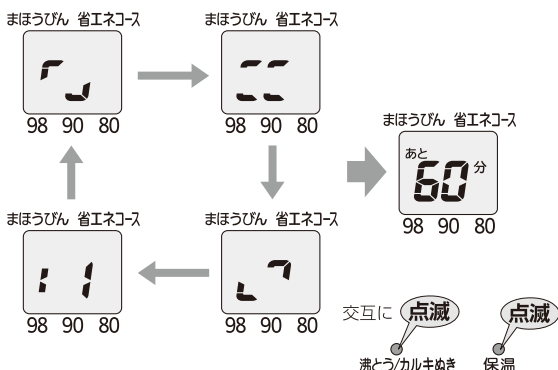 まほうびん 省エネコース
98 90 80
まほうびん 省エネコース
98 90 80
まほうびん 省エネコース
あと
60分
98 90 80
まほうびん 省エネコース
98 90 80
まほうびん 省エネコース
98 90 80
交互に 点滅 点滅
沸とう/カルキぬき 保温